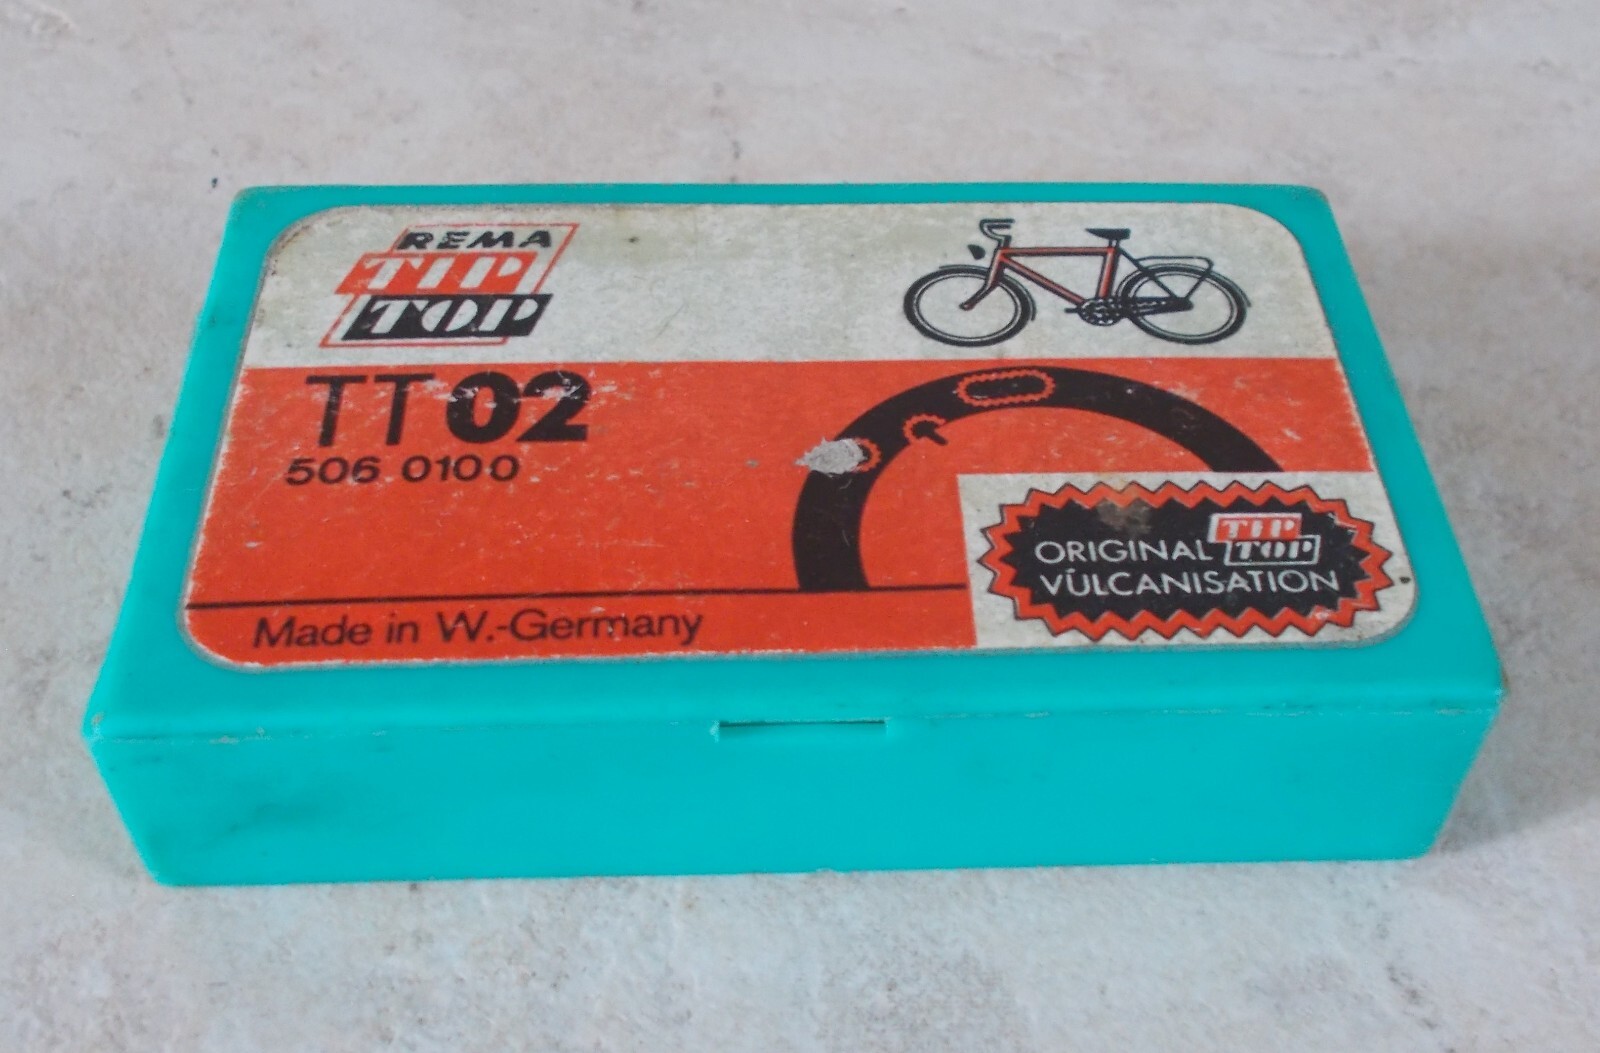 REMA
TIP
TOP
TT02
506 0100
Made in W.-Germany
ORIGINAL TIP TOP
VULCANISATION